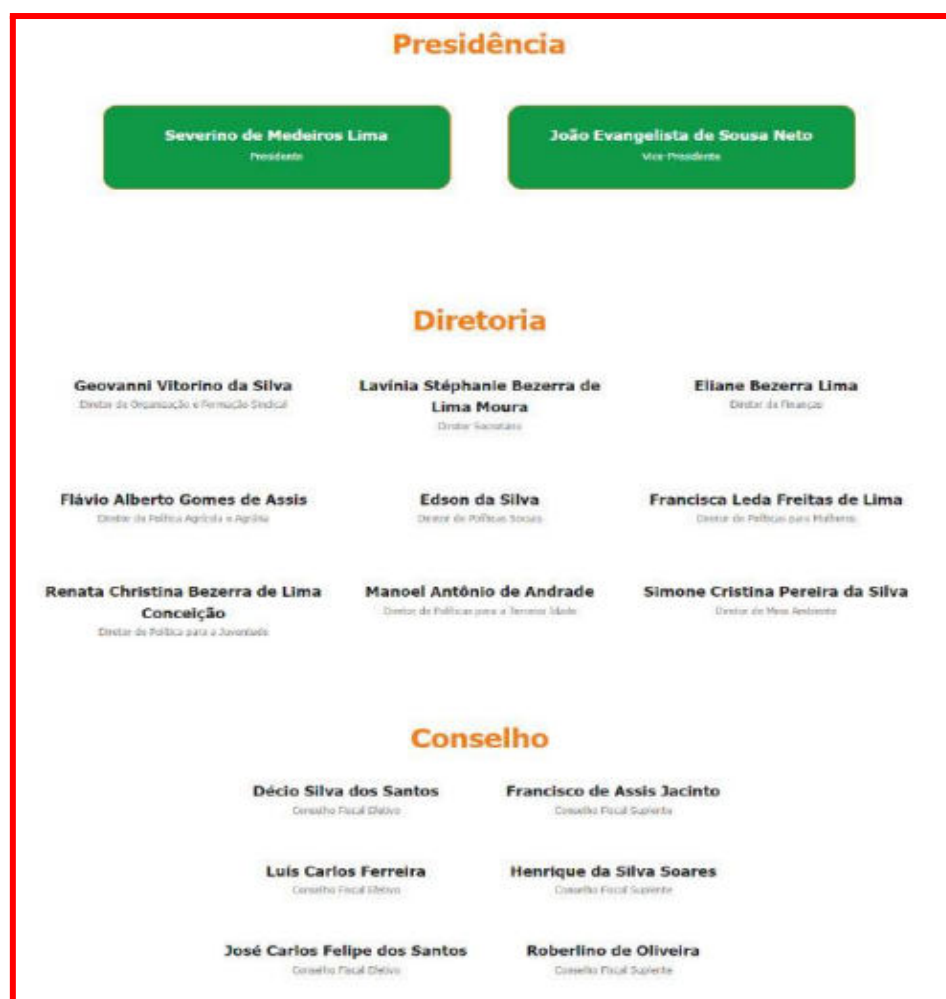 Presidência
Severino de Medeiros Lima
Presidente
João Evangelista de Sousa Neto
Vice-Presidente
Diretoria
Geovanni Vitorino da Silva
Diretor de Organização e Formação Sindical
Lavínia Stéphanie Bezerra de
Lima Moura
Diretor Secretário
Eliane Bezerra Lima
Diretor de Finanças
Flávio Alberto Gomes de Assis
Diretor de Política Agrícola e Agrária
Edson da Silva
Diretor de Políticas Sociais
Francisca Leda Freitas de Lima
Diretor de Políticas para Mulheres
Renata Christina Bezerra de Lima
Conceição
Diretor de Política para a Juventude
Manoel Antônio de Andrade
Diretor de Políticas para a Terceira Idade
Simone Cristina Pereira da Silva
Diretor de Meio Ambiente
Conselho
Décio Silva dos Santos
Conselho Fiscal Efetivo
Francisco de Assis Jacinto
Conselho Fiscal Suplente
Luís Carlos Ferreira
Conselho Fiscal Efetivo
Henrique da Silva Soares
Conselho Fiscal Suplente
José Carlos Felipe dos Santos
Conselho Fiscal Efetivo
Roberlino de Oliveira
Conselho Fiscal Suplente